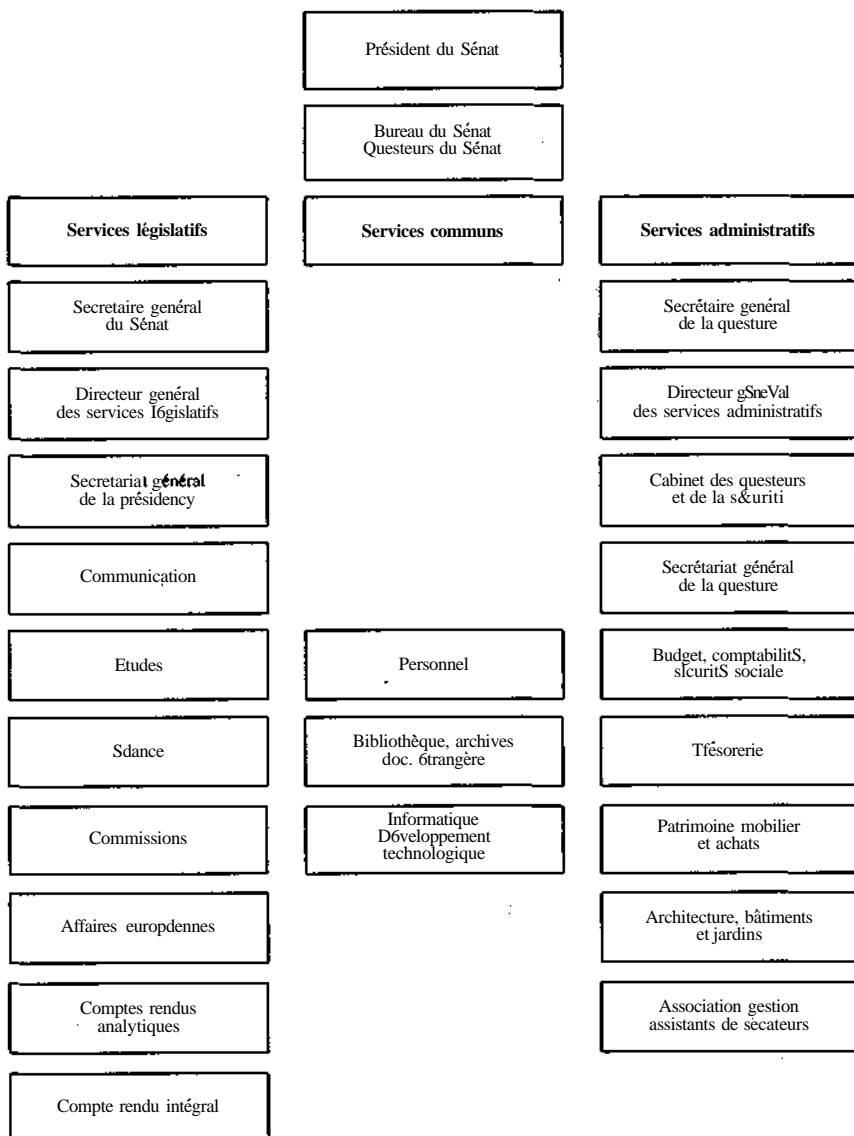 Président du Sénat
Bureau du Sénat
Questeurs du Sénat
Services législatifs
Services communs
Services administratifs
Secretaire général
du Sénat
Secrétaire général
de la questure
Directeur général
des services I6gislatifs
Directeur gSneVal
des services administratifs
Secretariat général
de la présidency
Cabinet des questeurs
et de la s&uriti
Communication
Secrétariat général
de la questure
Etudes
Personnel
Budget, comptabilitS,
slcuritS sociale
Sdance
Bibliothèque, archives
doc. 6trangère
Tfésorerie
Commissions
Informatique
D6veloppement
technologique
Patrimoine mobilier
et achats
Affaires europdennes
Architecture, bâtiments
et jardins
Comptes rendus
analytiques
Association gestion
assistants de sècateurs
Compte rendu intégral